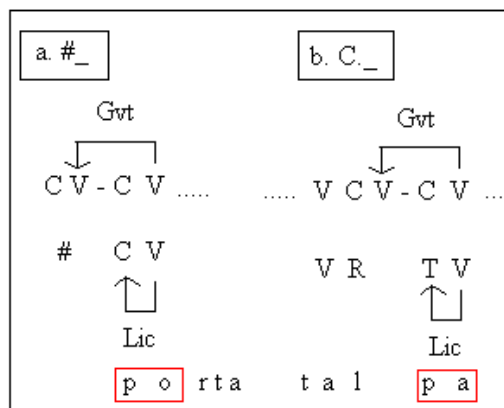 a. #_ b. C._
Gvt Gvt
C V - C V ..... ..... V C V - C V ...
# C V V R T V
Lic Lic
p o r t a t a l p a